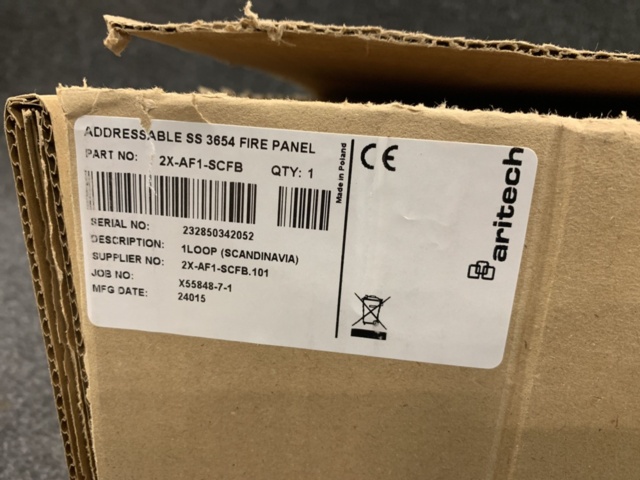 ADDRESSABLE SS 3654 FIRE PANEL
PART NO: 2X-AF1-SCFB QTY: 1
SERIAL NO: 232850342052
DESCRIPTION: 1LOOP (SCANDINAVIA)
SUPPLIER NO: 2X-AF1-SCFB.101
JOB NO: X55848-7-1
MFG DATE: 24015
Made in Poland
CE
aritech